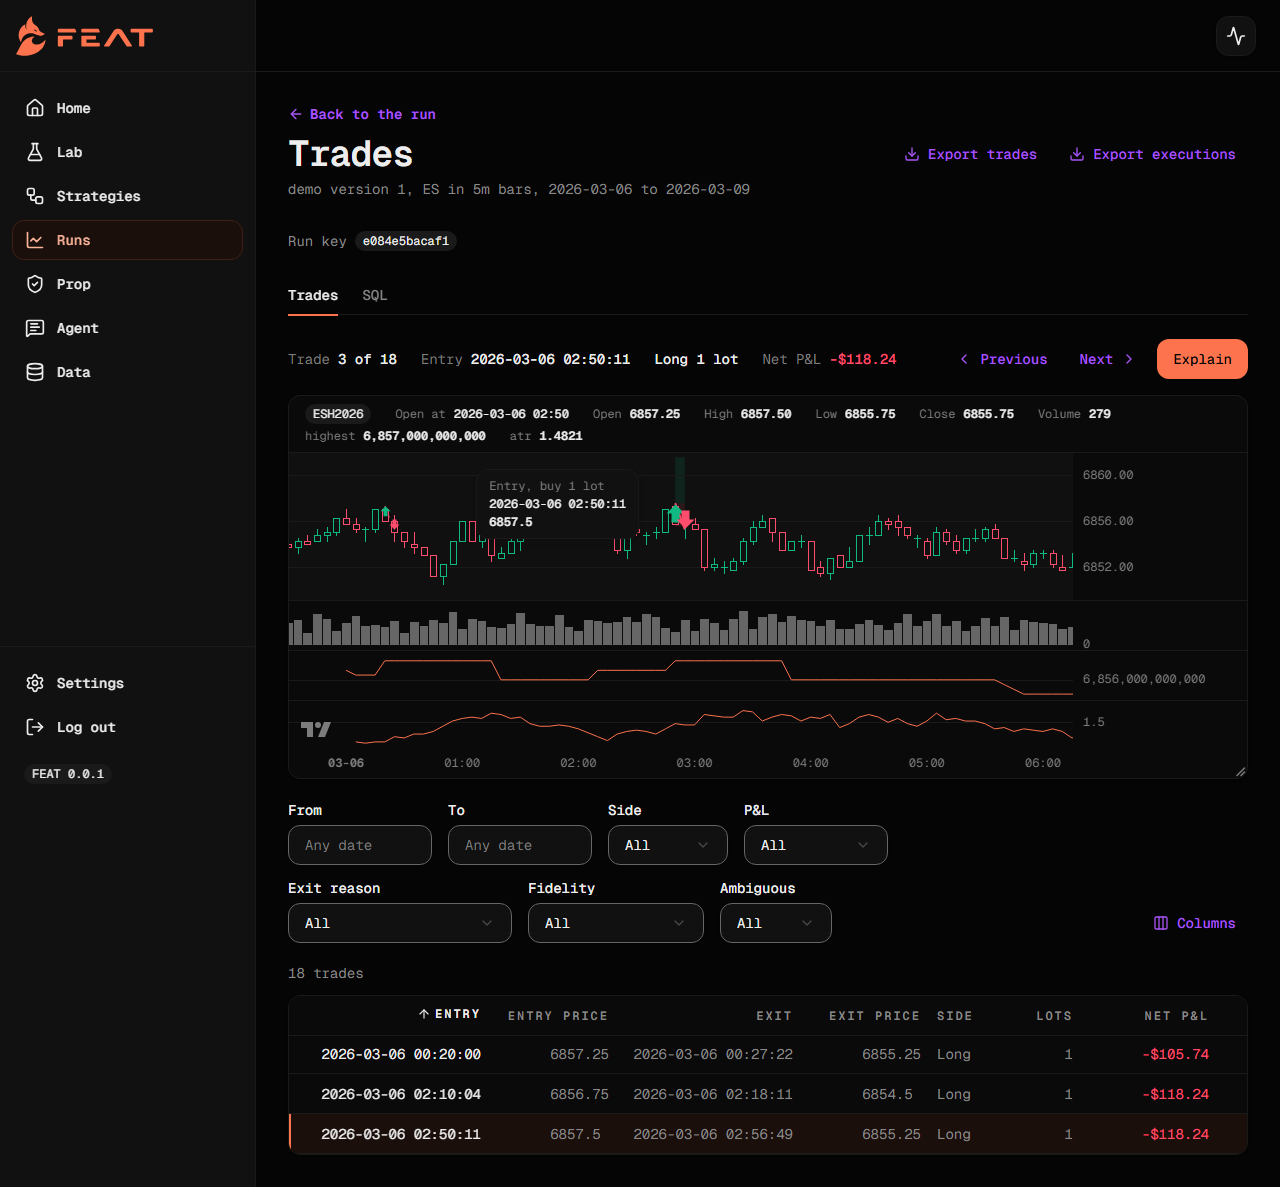 FEAT
Home
Lab
Strategies
Runs
Prop
Agent
Data
Settings
Log out
FEAT 0.0.1
Back to the run
Trades
Export trades
Export executions
demo version 1, ES in 5m bars, 2026-03-06 to 2026-03-09
Run key e084e5bacaf1
Trades SQL
Trade 3 of 18 Entry 2026-03-06 02:50:11 Long 1 lot Net P&L -$118.24 Previous Next Explain
ESH2026 Open at 2026-03-06 02:50 Open 6857.25 High 6857.50 Low 6855.75 Close 6855.75 Volume 279
highest 6,857,000,000,000 atr 1.4821
Entry, buy 1 lot
2026-03-06 02:50:11
6857.5
6860.00
6856.00
6852.00
0
6,856,000,000,000
1.5
03-06 01:00 02:00 03:00 04:00 05:00 06:00
From To Side P&L
Any date Any date All All
Exit reason Fidelity Ambiguous
All All All Columns
18 trades
ENTRY ENTRY PRICE EXIT EXIT PRICE SIDE LOTS NET P&L
2026-03-06 00:20:00 6857.25 2026-03-06 00:27:22 6855.25 Long 1 -$105.74
2026-03-06 02:10:04 6856.75 2026-03-06 02:18:11 6854.5 Long 1 -$118.24
2026-03-06 02:50:11 6857.5 2026-03-06 02:56:49 6855.25 Long 1 -$118.24